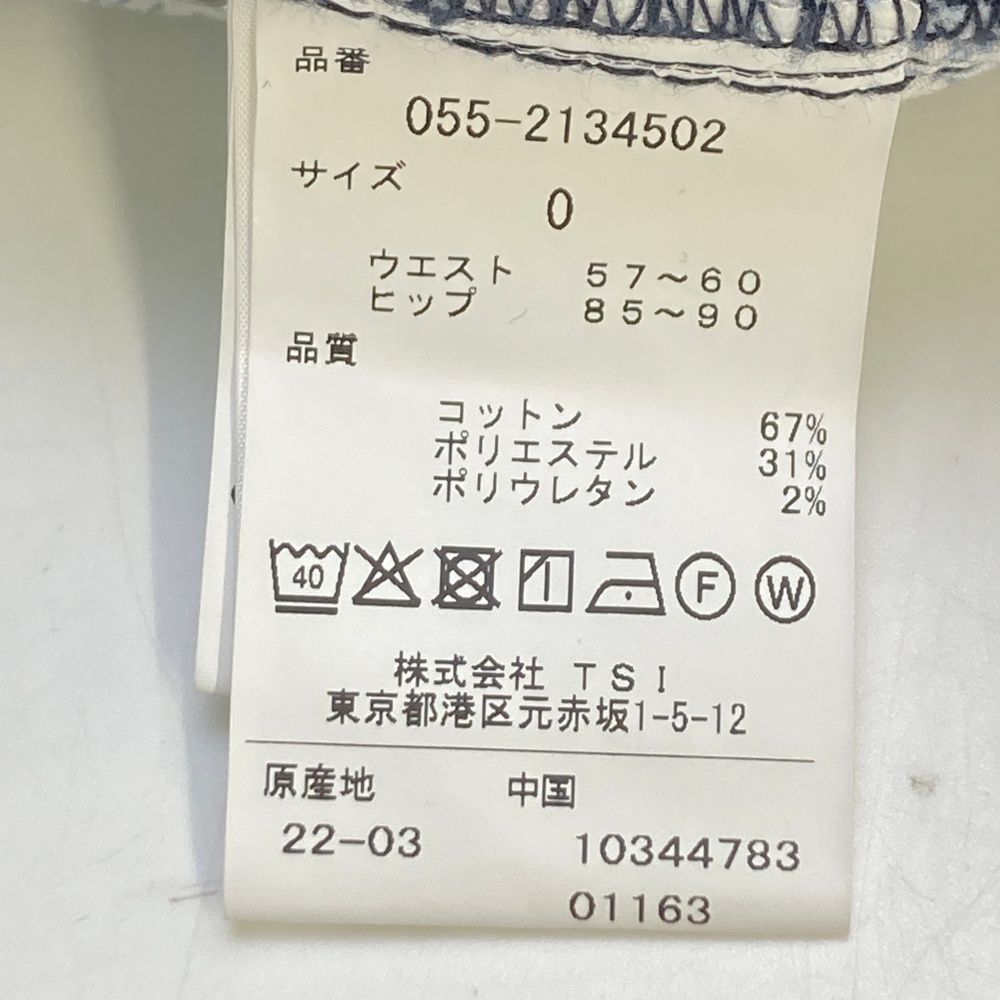 品番
055-2134502
サイズ
0
ウエスト 57～60
ヒップ 85～90
品質
コットン 67%
ポリエステル 31%
ポリウレタン 2%
40 F W
株式会社 TSI
東京都港区元赤坂1-5-12
原産地 中国
22-03 10344783
01163